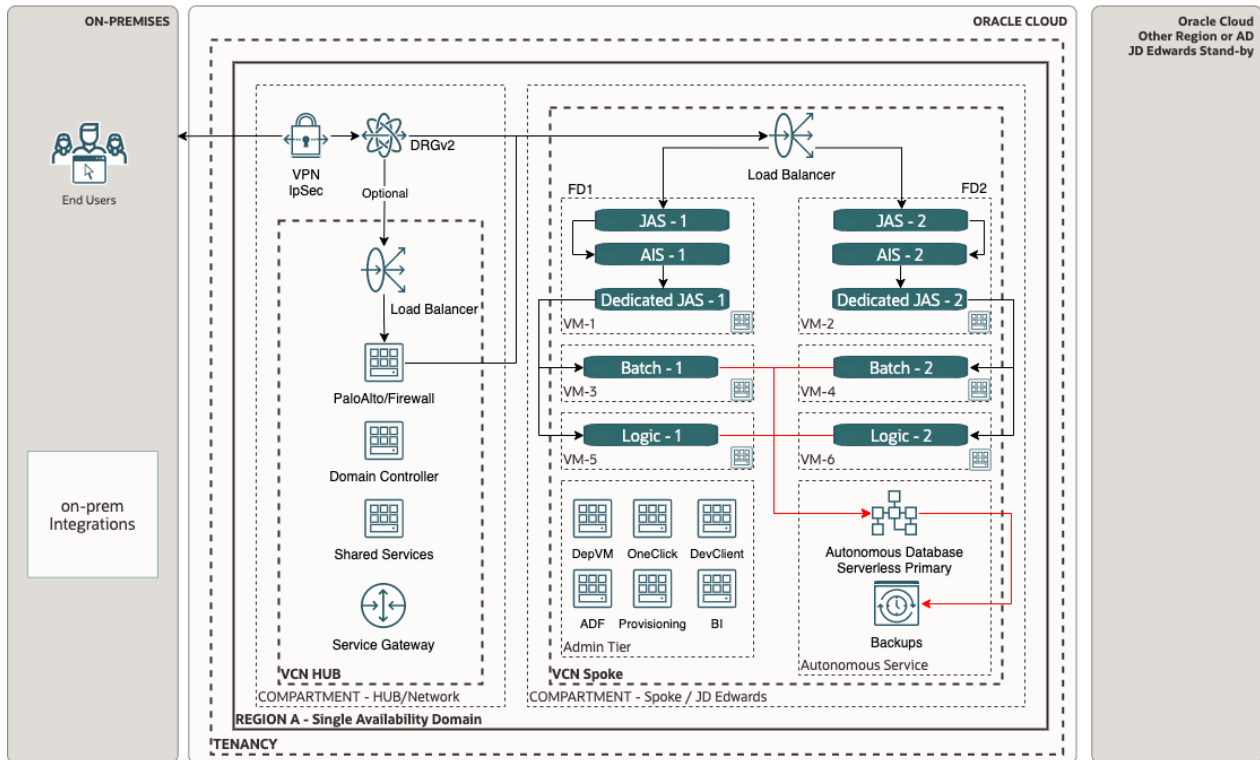 ON-PREMISES
ORACLE CLOUD
Oracle Cloud
Other Region or AD
JD Edwards Stand-by
End Users
on-prem
Integrations
VPN
IpSec
DRGv2
Optional
Load Balancer
PaloAlto/Firewall
Domain Controller
Shared Services
Service Gateway
VCN HUB
COMPARTMENT - HUB/Network
Load Balancer
FD1
FD2
JAS - 1
AIS - 1
Dedicated JAS - 1
VM-1
JAS - 2
AIS - 2
Dedicated JAS - 2
VM-2
Batch - 1
VM-3
Batch - 2
VM-4
Logic - 1
VM-5
Logic - 2
VM-6
DepVM
OneClick
DevClient
ADF
Provisioning
BI
Admin Tier
Autonomous Database
Serverless Primary
Backups
Autonomous Service
VCN Spoke
COMPARTMENT - Spoke / JD Edwards
REGION A - Single Availability Domain
TENANCY